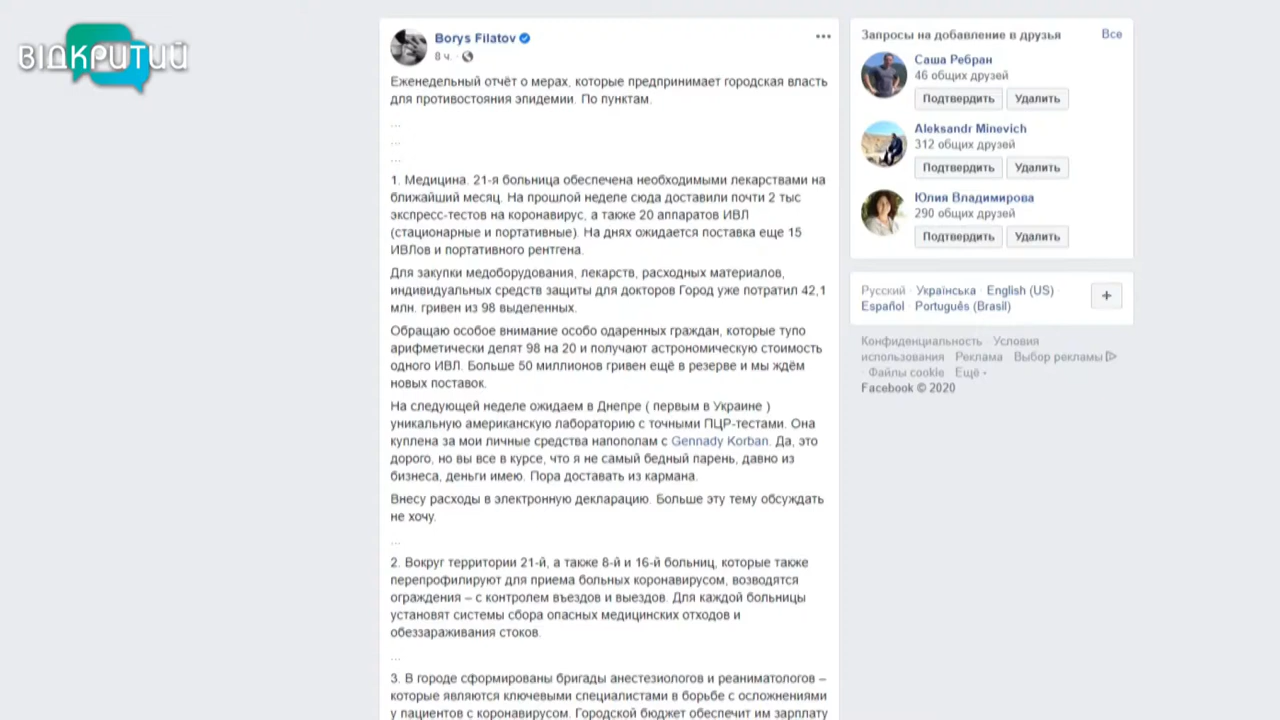 ВІДКРИТИЙ
Borys Filatov
8 ч. ·
Еженедельный отчёт о мерах, которые предпринимает городская власть
для противостояния эпидемии. По пунктам.
...
...
...
1. Медицина. 21-я больница обеспечена необходимыми лекарствами на
ближайший месяц. На прошлой неделе сюда доставили почти 2 тыс
экспресс-тестов на коронавирус, а также 20 аппаратов ИВЛ
(стационарные и портативные). На днях ожидается поставка еще 15
ИВЛов и портативного рентгена.
Для закупки медоборудования, лекарств, расходных материалов,
индивидуальных средств защиты для докторов Город уже потратил 42,1
млн. гривен из 98 выделенных.
Обращаю особое внимание особо одаренных граждан, которые тупо
арифметически делят 98 на 20 и получают астрономическую стоимость
одного ИВЛ. Больше 50 миллионов гривен ещё в резерве и мы ждём
новых поставок.
На следующей неделе ожидаем в Днепре ( первым в Украине )
уникальную американскую лабораторию с точными ПЦР-тестами. Она
куплена за мои личные средства напополам с Gennady Korban. Да, это
дорого, но вы все в курсе, что я не самый бедный парень, давно из
бизнеса, деньги имею. Пора доставать из кармана.
Внесу расходы в электронную декларацию. Больше эту тему обсуждать
не хочу.
...
2. Вокруг территории 21-й, а также 8-й и 16-й больниц, которые также
перепрофилируют для приема больных коронавирусом, возводятся
ограждения – с контролем въездов и выездов. Для каждой больницы
установят системы сбора опасных медицинских отходов и
обеззараживания стоков.
...
3. В городе сформированы бригады анестезиологов и реаниматологов –
которые являются ключевыми специалистами в борьбе с осложнениями
у пациентов с коронавирусом. Городской бюджет обеспечит им зарплату
Запросы на добавление в друзья Все
Саша Ребран
46 общих друзей
Подтвердить Удалить
Aleksandr Minevich
312 общих друзей
Подтвердить Удалить
Юлия Владимирова
290 общих друзей
Подтвердить Удалить
Русский · Українська · English (US) ·
Español · Português (Brasil)
+
Конфиденциальность · Условия
использования · Реклама · Выбор рекламы
· Файлы cookie · Ещё
Facebook © 2020